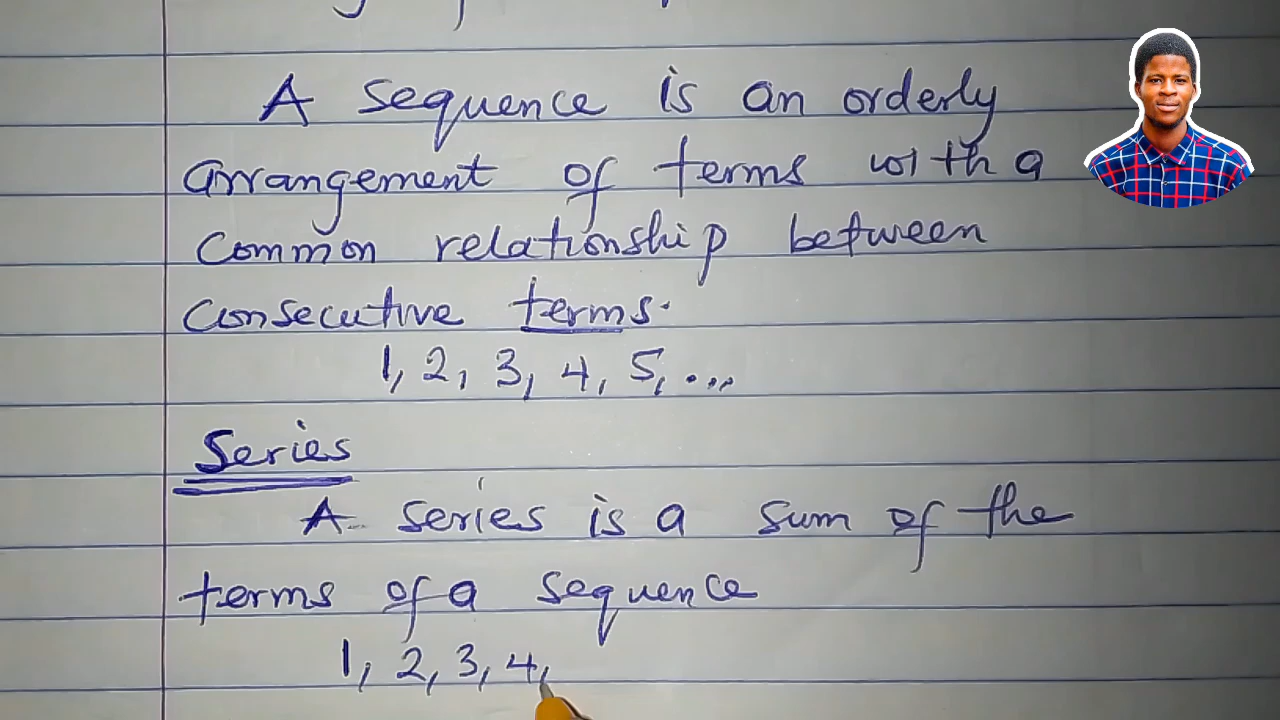 A sequence is an orderly
arrangement of terms with a
common relationship between
consecutive terms.
1, 2, 3, 4, 5, ...
Series
A series is a sum of the
terms of a sequence
1, 2, 3, 4,